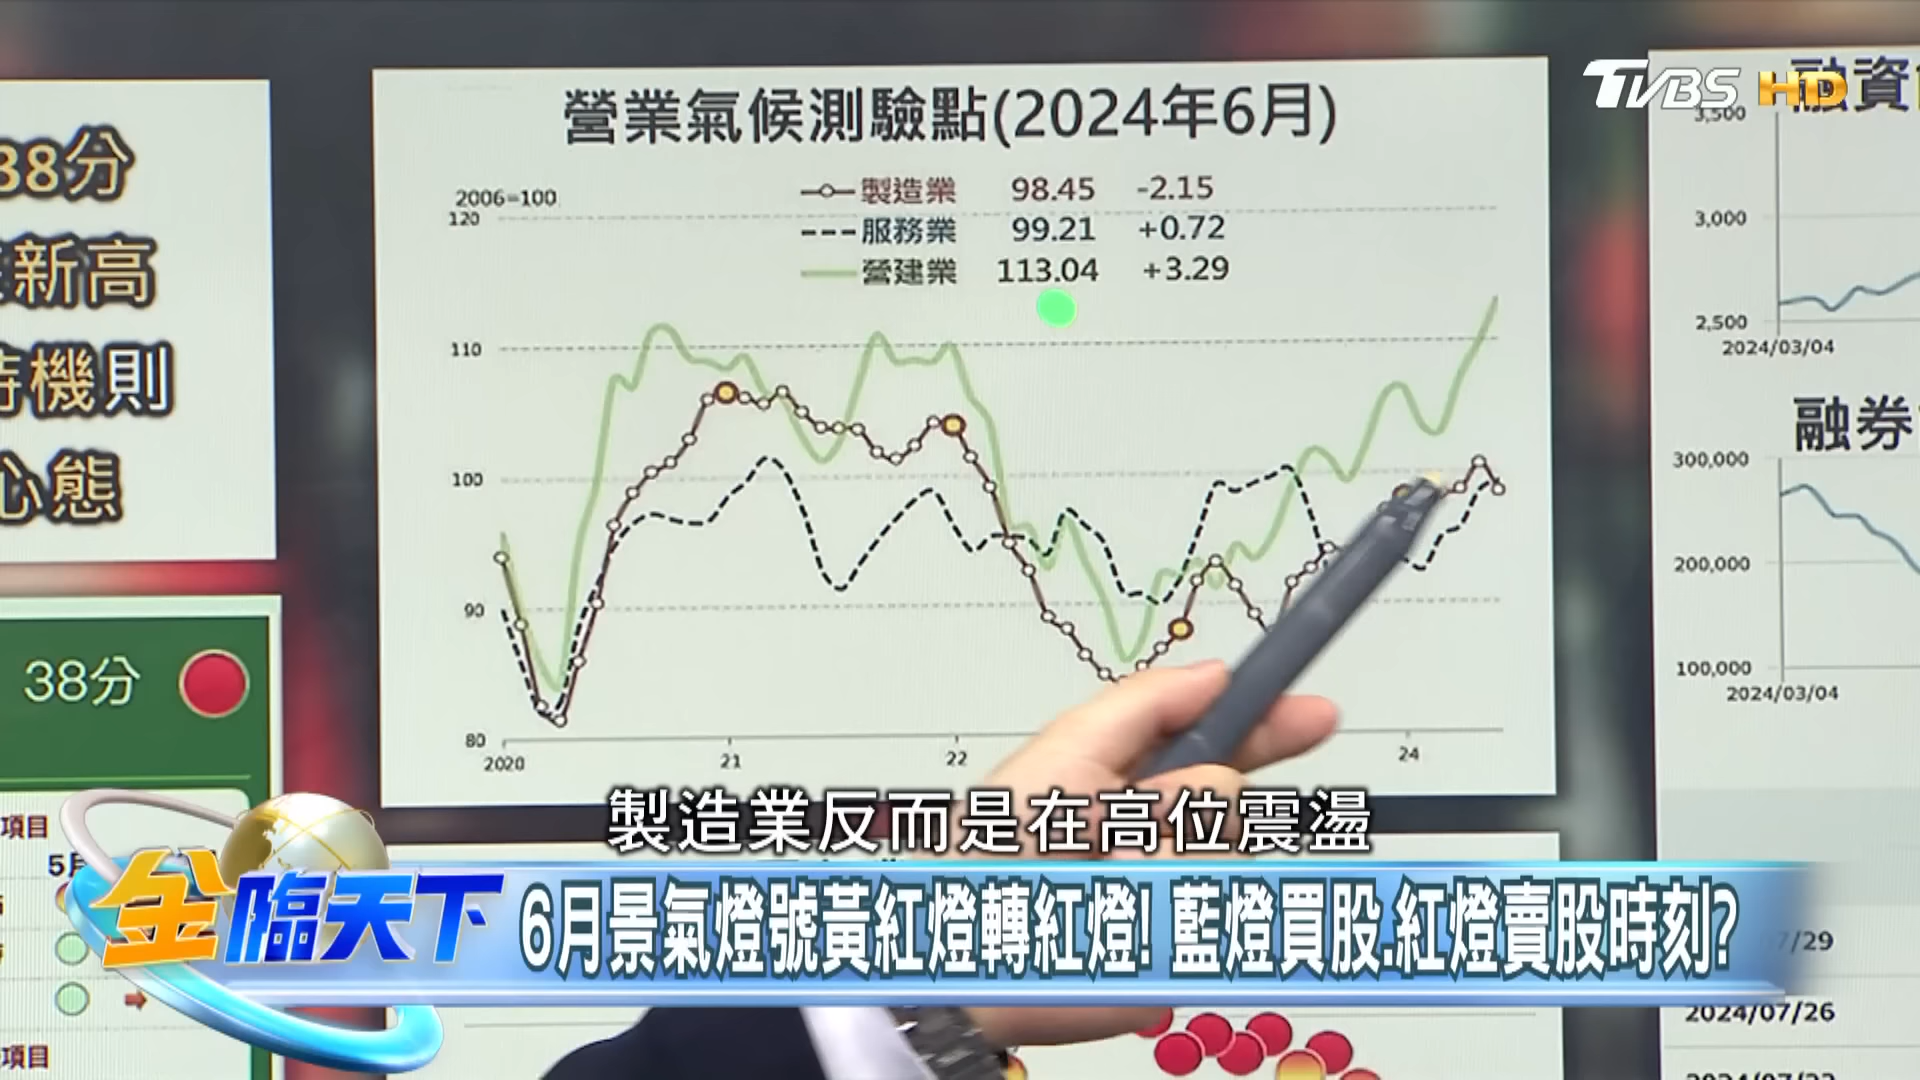 TVBS HD
38分
新高
待機則
心態
38分
項目
5月
項目
營業氣候測驗點(2024年6月)
2006=100
製造業 98.45 -2.15
服務業 99.21 +0.72
營建業 113.04 +3.29
120
110
100
90
80
2020 21 22 24
融資
3,500
3,000
2,500
2024/03/04
融券
300,000
200,000
100,000
2024/03/04
製造業反而是在高位震盪
金臨天下
6月景氣燈號黃紅燈轉紅燈! 藍燈買股.紅燈賣股時刻?
7/29
2024/07/26